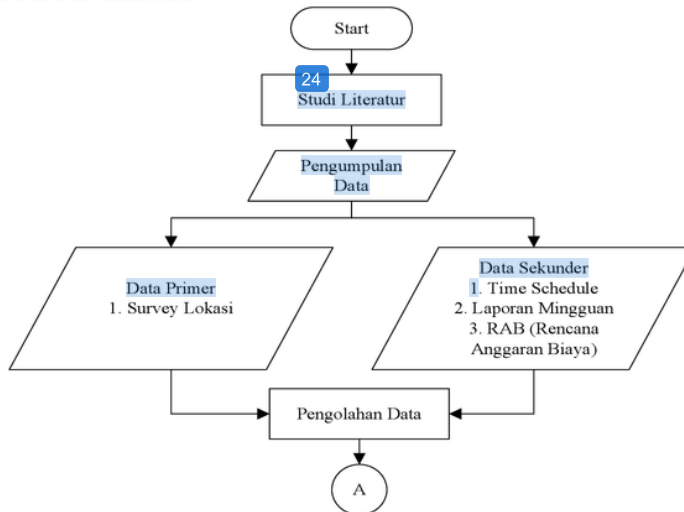 Start
24
Studi Literatur
Pengumpulan
Data
Data Primer
1. Survey Lokasi
Data Sekunder
1. Time Schedule
2. Laporan Mingguan
3. RAB (Rencana
Anggaran Biaya)
Pengolahan Data
A